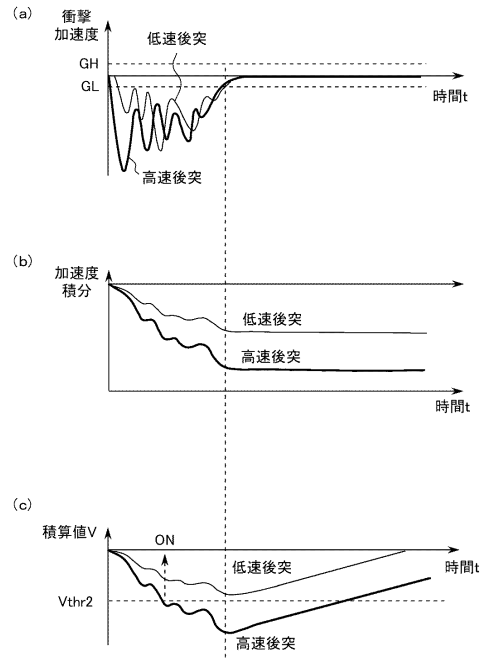 (a)
衝撃
加速度
低速後突
GH
GL
時間t
高速後突
(b)
加速度
積分
低速後突
高速後突
時間t
(c)
積算値V
ON
低速後突
時間t
Vthr2
高速後突